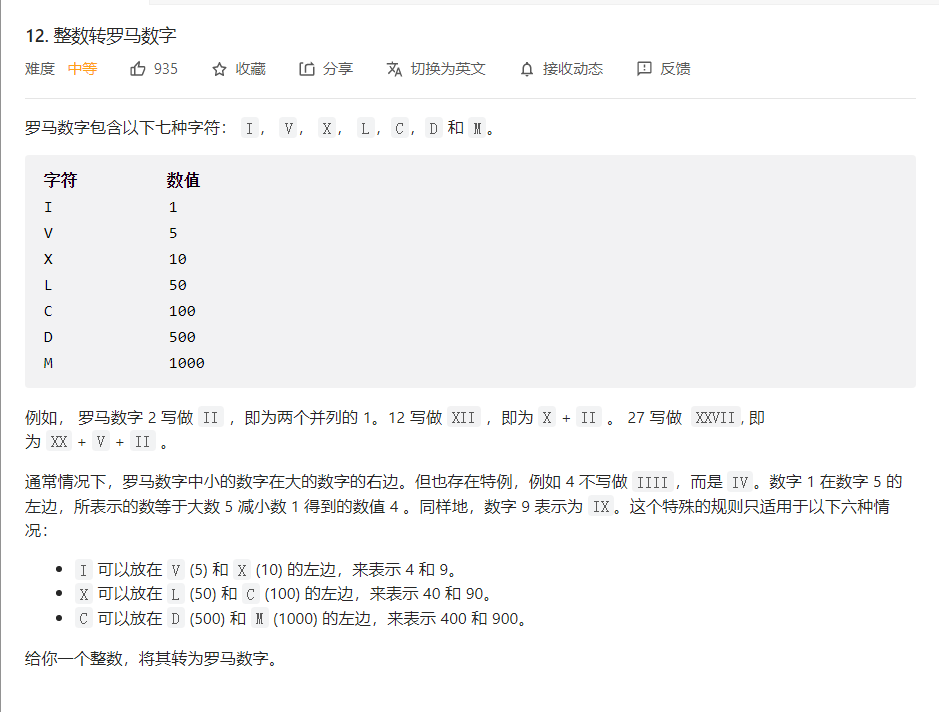 12. 整数转罗马数字
难度 中等 935 收藏 分享 切换为英文 接收动态 反馈
罗马数字包含以下七种字符： I， V， X， L，C，D 和 M。
字符 数值
I 1
V 5
X 10
L 50
C 100
D 500
M 1000
例如， 罗马数字 2 写做 II ，即为两个并列的 1。12 写做 XII ，即为 X + II 。 27 写做 XXVII, 即
为 XX + V + II 。
通常情况下，罗马数字中小的数字在大的数字的右边。但也存在特例，例如 4 不写做 IIII，而是 IV。数字 1 在数字 5 的
左边，所表示的数等于大数 5 减小数 1 得到的数值 4 。同样地，数字 9 表示为 IX。这个特殊的规则只适用于以下六种情
况：
• I 可以放在 V (5) 和 X (10) 的左边，来表示 4 和 9。
• X 可以放在 L (50) 和 C (100) 的左边，来表示 40 和 90。
• C 可以放在 D (500) 和 M (1000) 的左边，来表示 400 和 900。
给你一个整数，将其转为罗马数字。